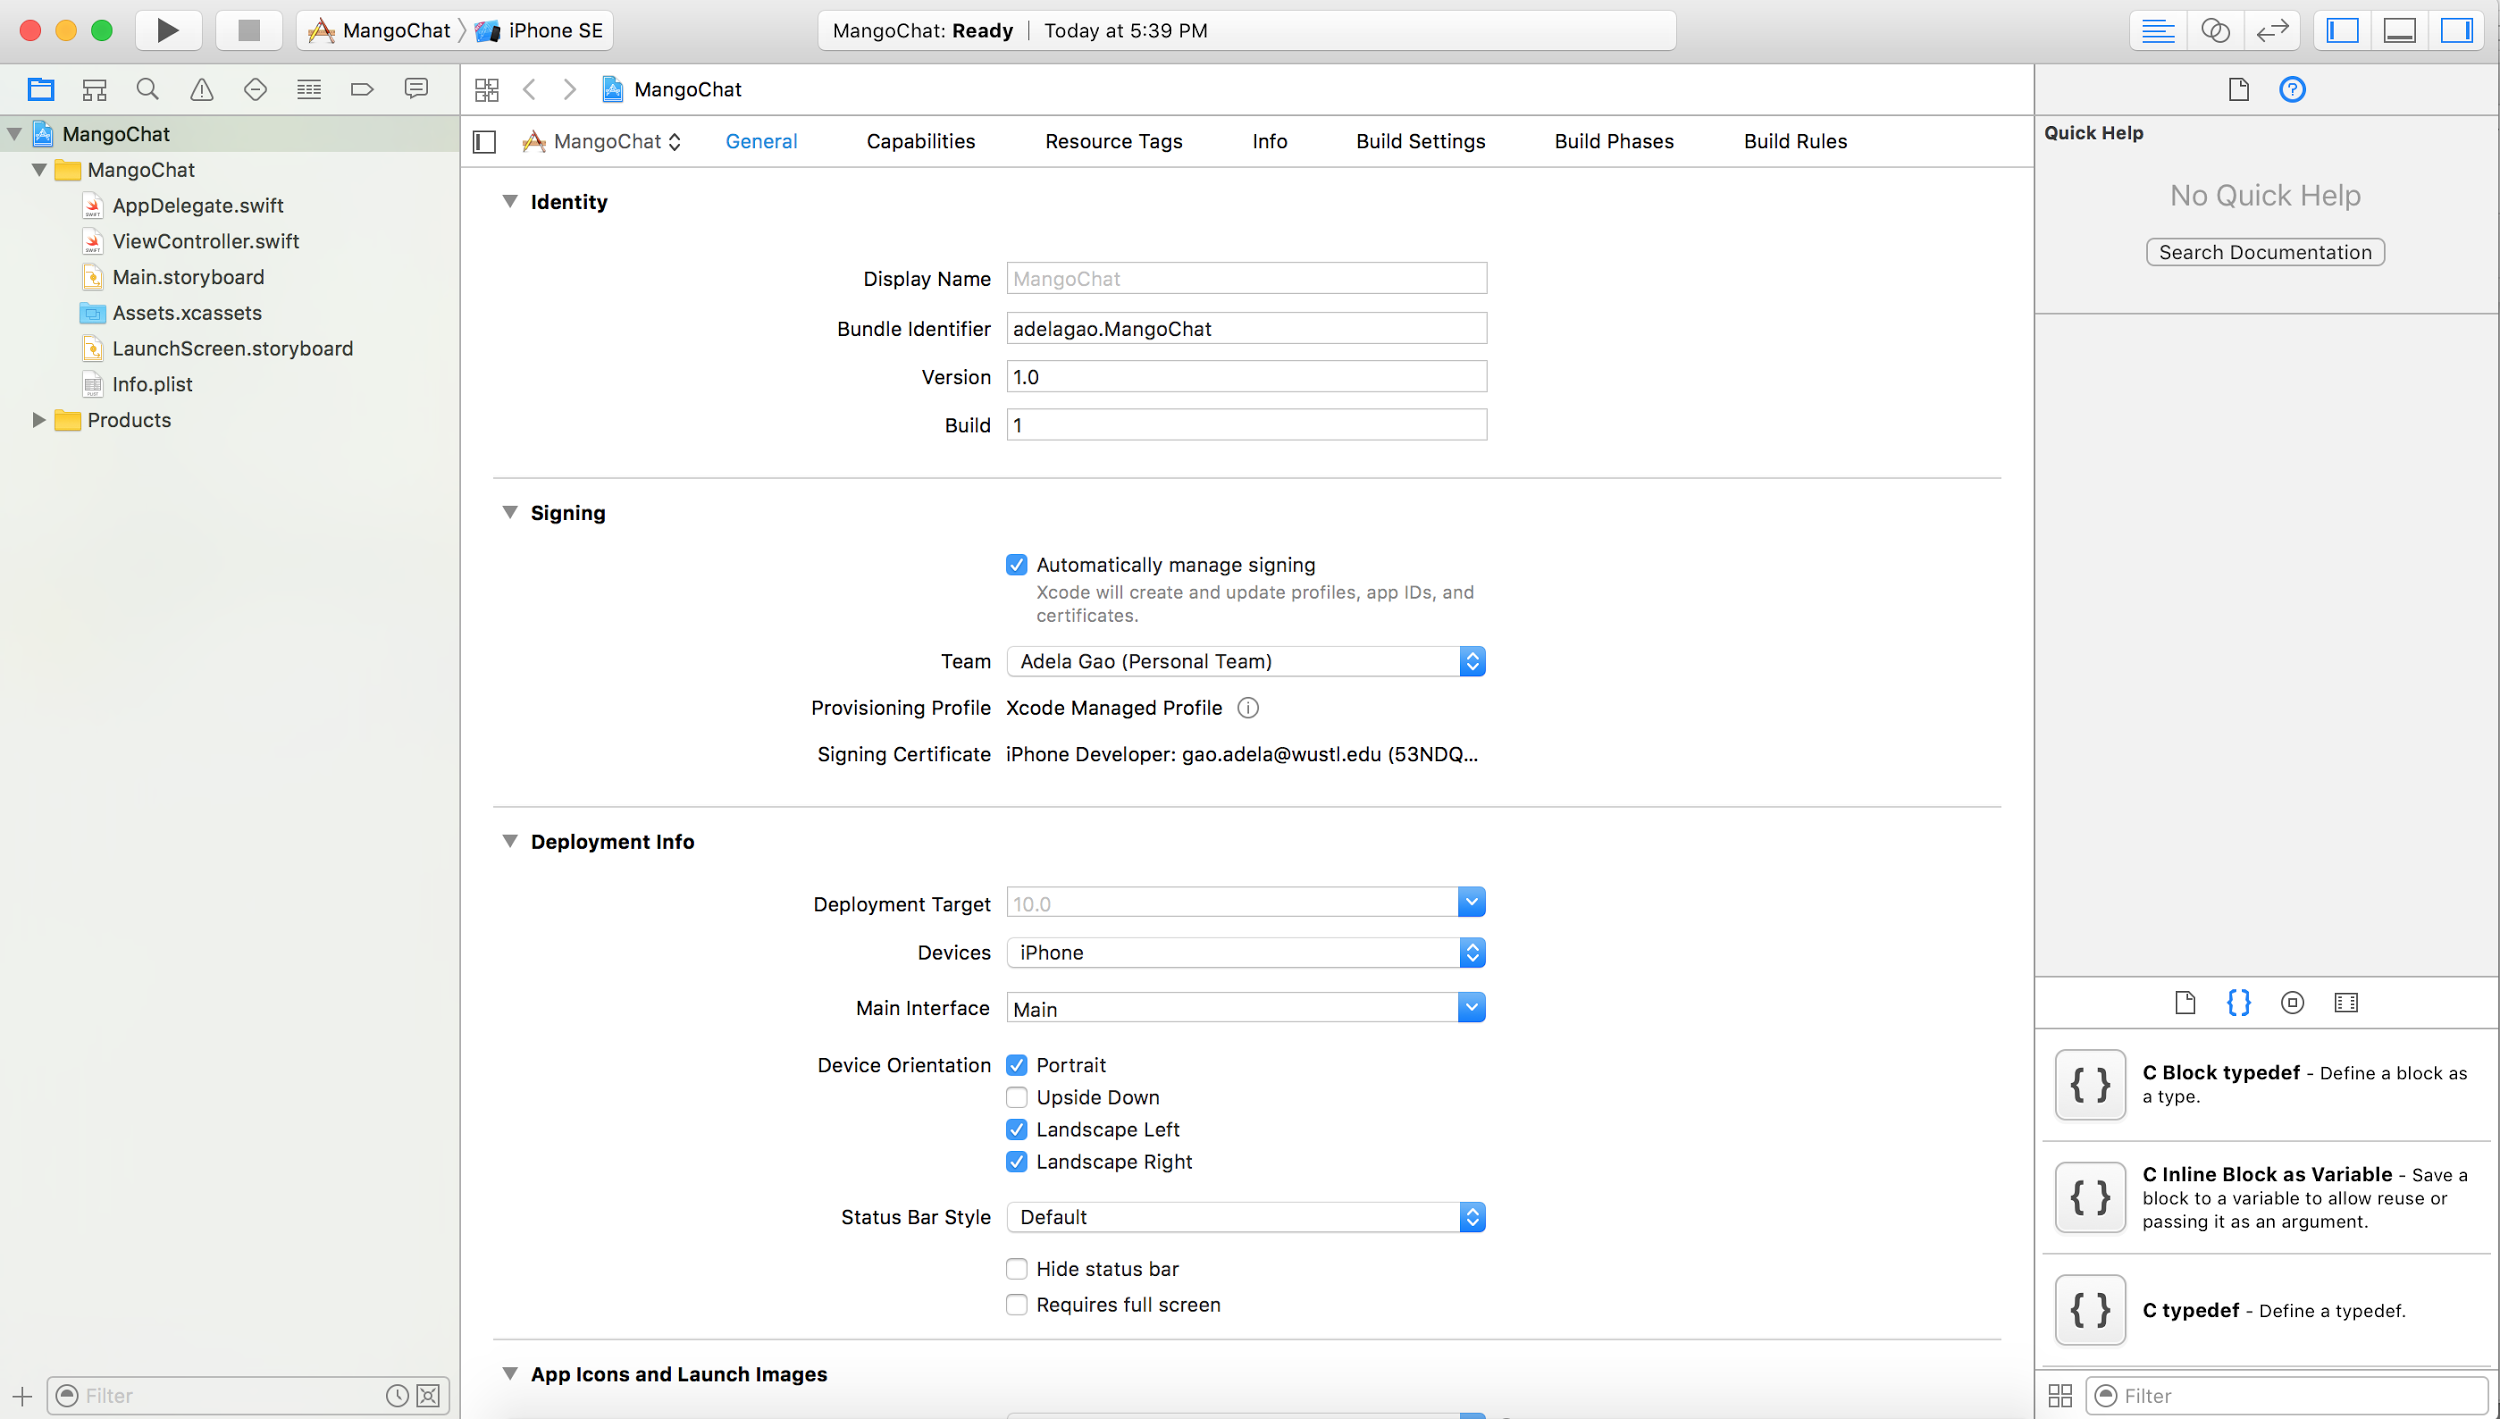 MangoChat
iPhone SE
MangoChat: Ready
Today at 5:39 PM
MangoChat
MangoChat
MangoChat
AppDelegate.swift
ViewController.swift
Main.storyboard
Assets.xcassets
LaunchScreen.storyboard
Info.plist
Products
Filter
MangoChat
General
Capabilities
Resource Tags
Info
Build Settings
Build Phases
Build Rules
Identity
Display Name MangoChat
Bundle Identifier adelagao.MangoChat
Version 1.0
Build 1
Signing
Automatically manage signing
Xcode will create and update profiles, app IDs, and
certificates.
Team Adela Gao (Personal Team)
Provisioning Profile Xcode Managed Profile
Signing Certificate iPhone Developer: gao.adela@wustl.edu (53NDQ...
Deployment Info
Deployment Target 10.0
Devices iPhone
Main Interface Main
Device Orientation Portrait
Upside Down
Landscape Left
Landscape Right
Status Bar Style Default
Hide status bar
Requires full screen
App Icons and Launch Images
Quick Help
No Quick Help
Search Documentation
{ }
C Block typedef - Define a block as
a type.
{ }
C Inline Block as Variable - Save a
block to a variable to allow reuse or
passing it as an argument.
{ }
C typedef - Define a typedef.
Filter